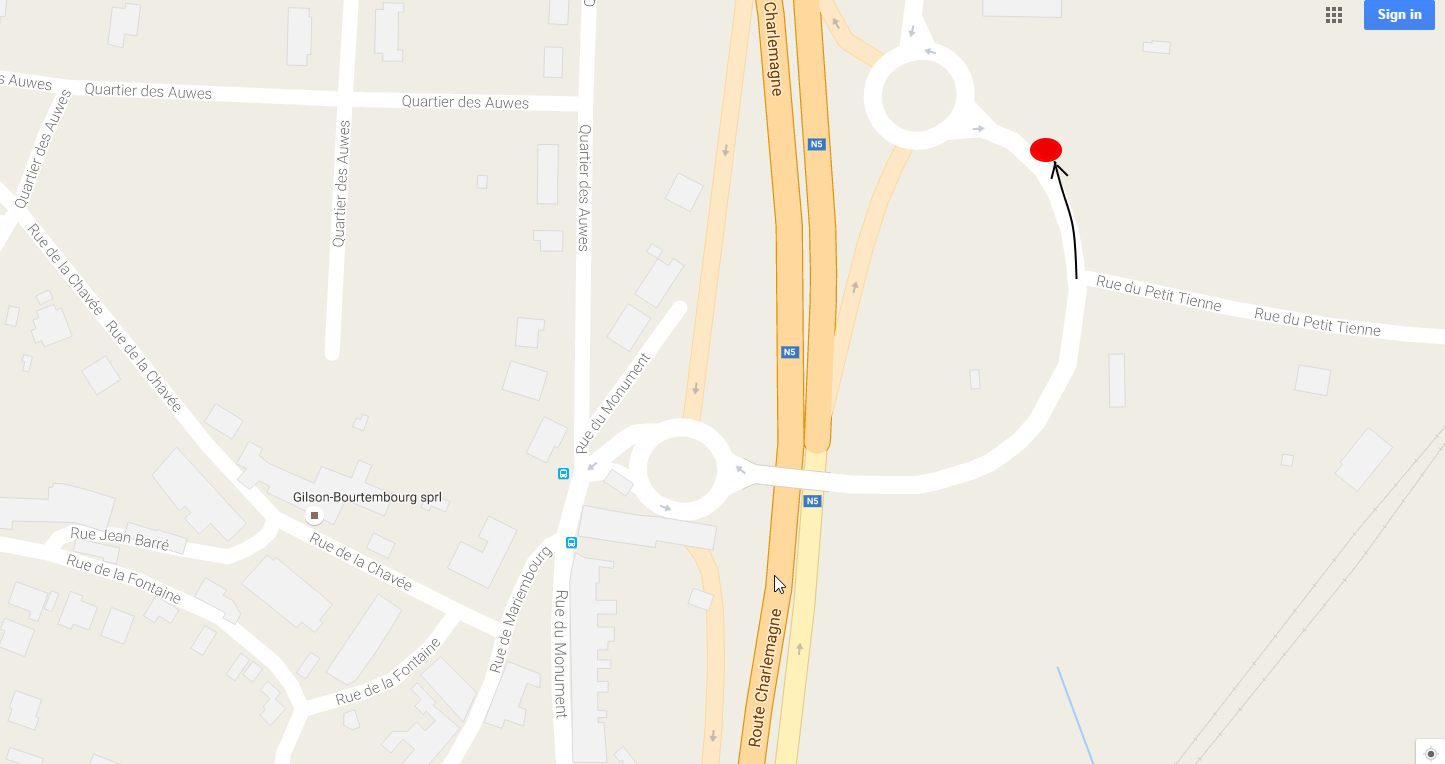 Sign in
C
Charlemagne
s Auwes
Quartier des Auwes
Quartier des Auwes
Quartier des Auwes
Quartier des Auwes
Quartier des Auwes
N5
Rue de la Chavée
Rue de la Chavée
Rue du Petit Tienne
Rue du Petit Tienne
N5
Rue du Monument
Gilson-Bourtembourg sprl
N5
Rue Jean Barré
Rue de la Chavée
Rue de la Fontaine
Rue de Mariembourg
Rue du Monument
Rue de la Fontaine
Route Charlemagne